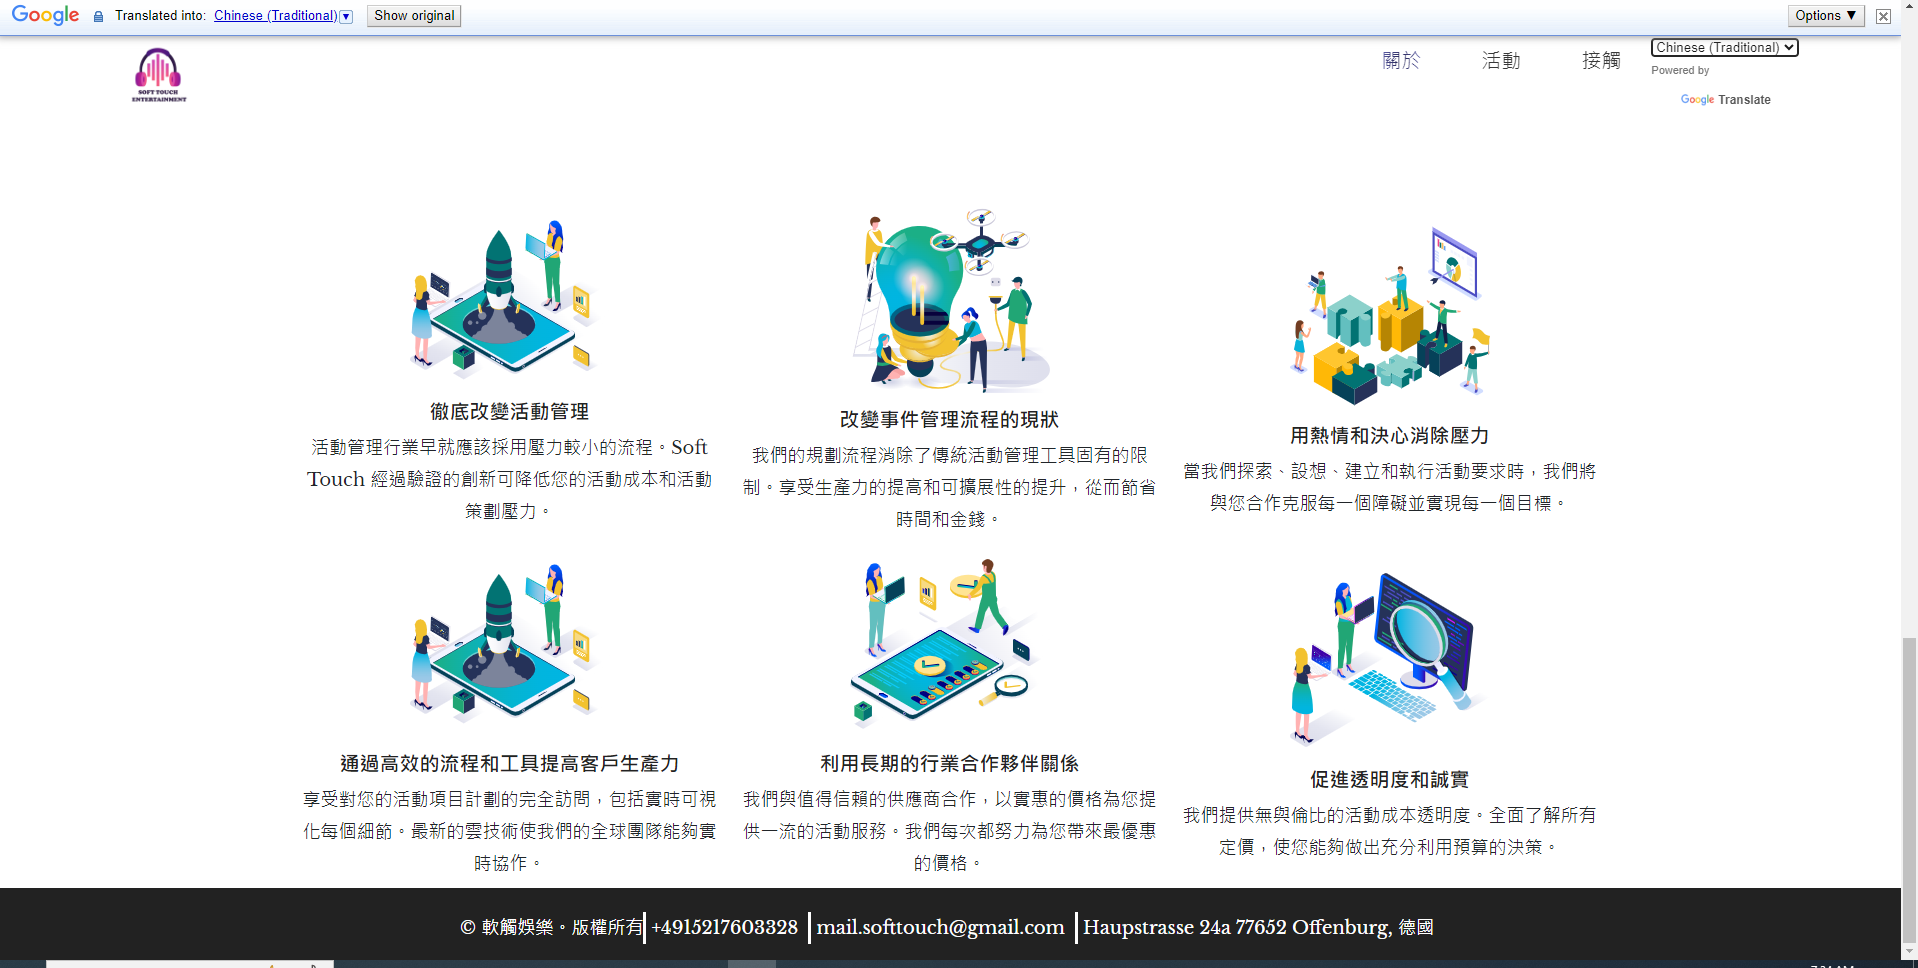 Google Translated into: Chinese (Traditional) ▼ Show original Options ▼
SOFT TOUCH
ENTERTAINMENT
關於 活動 接觸
Chinese (Traditional)
Powered by
Google Translate
徹底改變活動管理
活動管理行業早就應該採用壓力較小的流程。Soft
Touch 經過驗證的創新可降低您的活動成本和活動
策劃壓力。
改變事件管理流程的現狀
我們的規劃流程消除了傳統活動管理工具固有的限
制。享受生產力的提高和可擴展性的提升，從而節省
時間和金錢。
用熱情和決心消除壓力
當我們探索、設想、建立和執行活動要求時，我們將
與您合作克服每一個障礙並實現每一個目標。
通過高效的流程和工具提高客戶生產力
享受對您的活動項目計劃的完全訪問，包括實時可視
化每個細節。最新的雲技術使我們的全球團隊能夠實
時協作。
利用長期的行業合作夥伴關係
我們與值得信賴的供應商合作，以實惠的價格為您提
供一流的活動服務。我們每次都努力為您帶來最優惠
的價格。
促進透明度和誠實
我們提供無與倫比的活動成本透明度。全面了解所有
定價，使您能夠做出充分利用預算的決策。
© 軟觸娛樂。版權所有 +4915217603328 mail.softtouch@gmail.com Haupstrasse 24a 77652 Offenburg, 德國